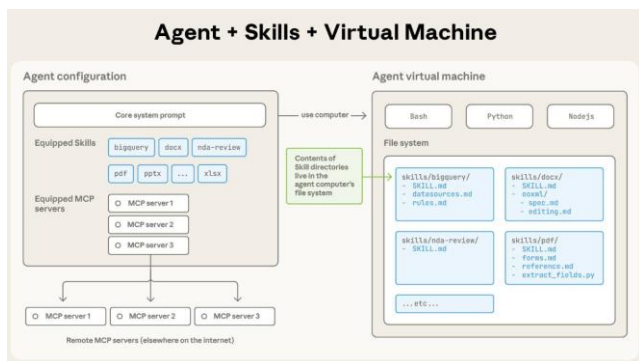 Agent + Skills + Virtual Machine
Agent configuration
Core system prompt
Equipped Skills
bigquery docx nda-review
pdf pptx ... xlsx
Equipped MCP
servers
MCP server 1
MCP server 2
MCP server 3
MCP server 1 MCP server 2 MCP server 3
Remote MCP servers (elsewhere on the internet)
use computer
Contents of
Skill directories
live in the
agent computer's
file system
Agent virtual machine
Bash Python Nodejs
File system
skills/bigquery/
- SKILL.md
- datasources.md
- rules.md
skills/docx/
- SKILL.md
- ooxml/
- spec.md
- editing.md
skills/nda-review/
- SKILL.md
skills/pdf/
- SKILL.md
- forms.md
- reference.md
- extract_fields.py
...etc...